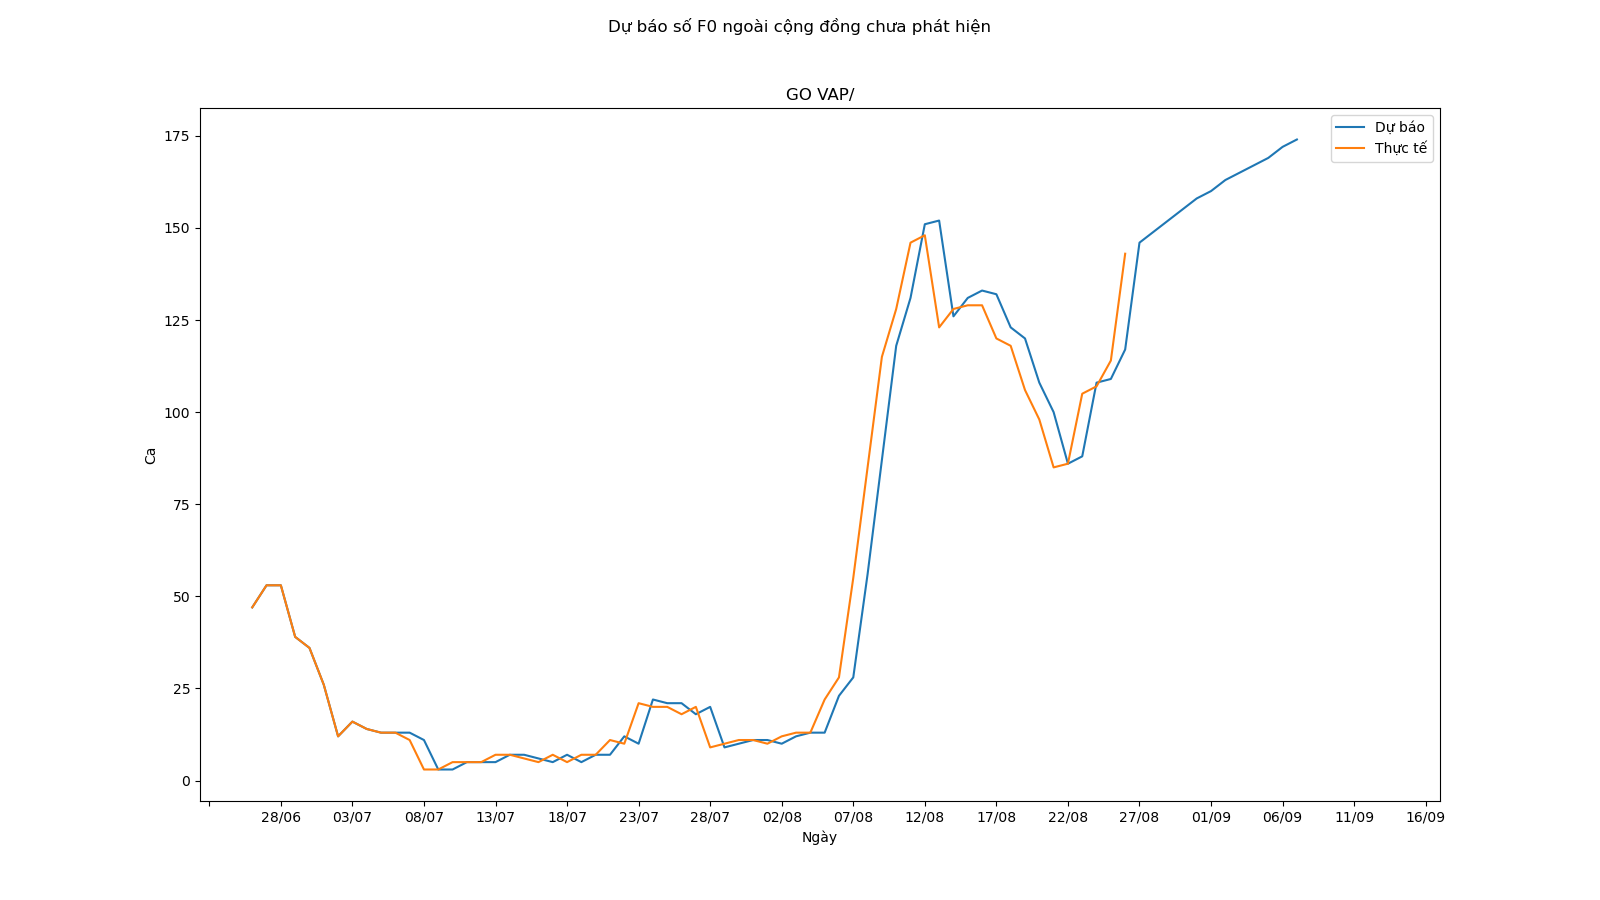 Dự báo số F0 ngoài cộng đồng chưa phát hiện
GO VAP/
Dự báo
Thực tế
175
150
125
100
75
50
25
0
Ca
28/06 03/07 08/07 13/07 18/07 23/07 28/07 02/08 07/08 12/08 17/08 22/08 27/08 01/09 06/09 11/09 16/09
Ngày